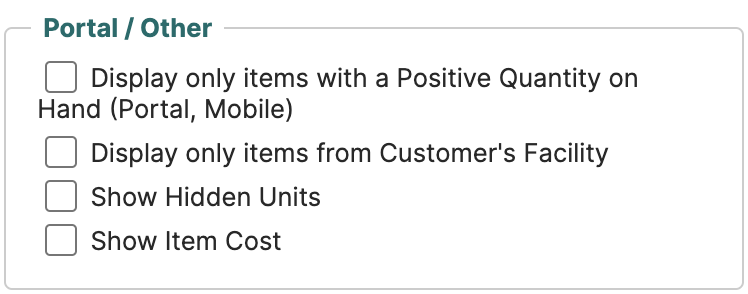 Portal / Other
Display only items with a Positive Quantity on
Hand (Portal, Mobile)
Display only items from Customer's Facility
Show Hidden Units
Show Item Cost